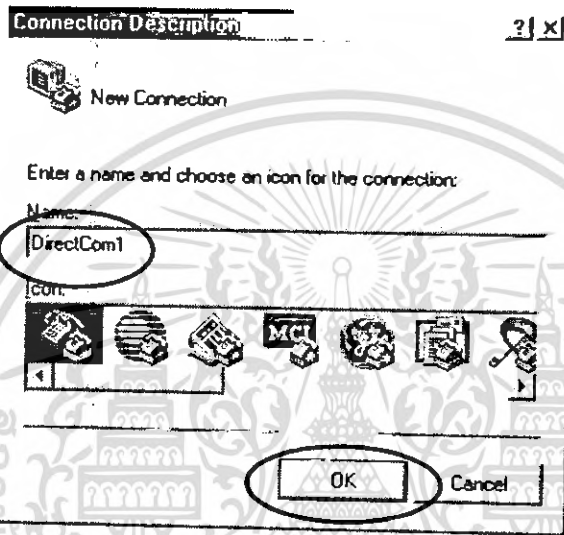 Connection Description
New Connection
Enter a name and choose an icon for the connection:
Name:
DirectCom1
Icon:
MCI
OK
Cancel